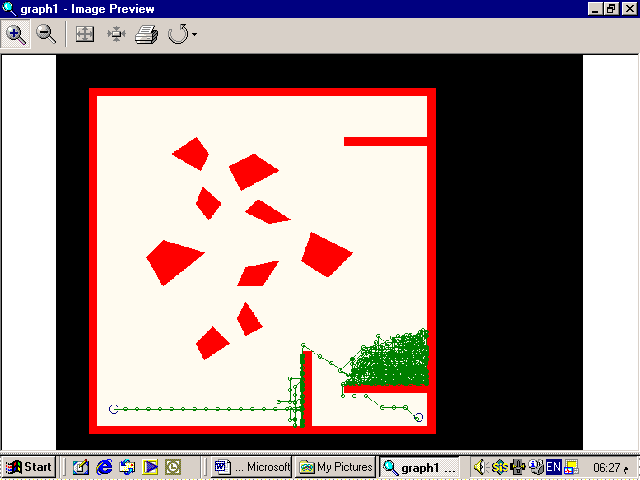 graph1 - Image Preview
Start
... Microsoft
My Pictures
graph1 ...
EN
06:27 م